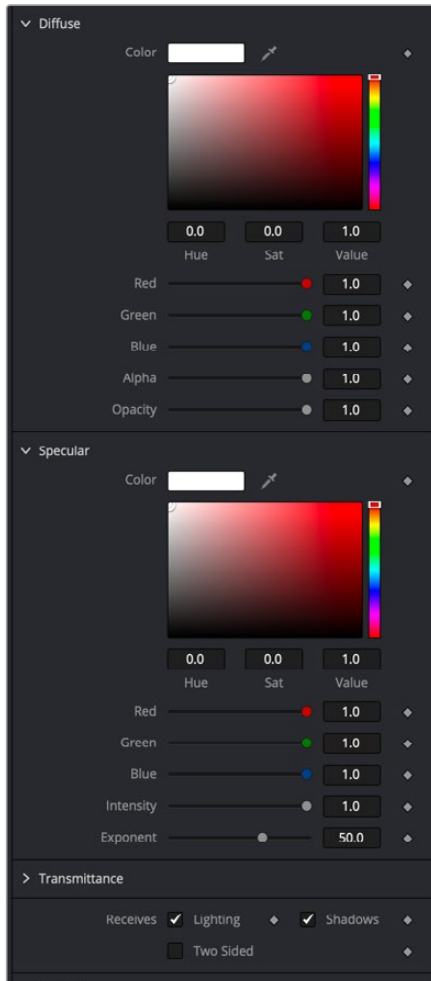 Diffuse
Color
0.0 0.0 1.0
Hue Sat Value
Red 1.0
Green 1.0
Blue 1.0
Alpha 1.0
Opacity 1.0
Specular
Color
0.0 0.0 1.0
Hue Sat Value
Red 1.0
Green 1.0
Blue 1.0
Intensity 1.0
Exponent 50.0
Transmittance
Receives Lighting Shadows
Two Sided